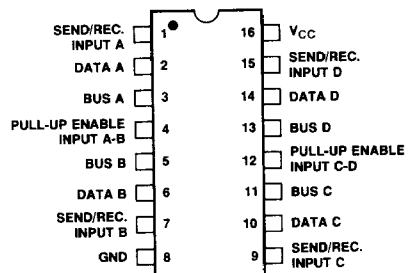 SEND/REC.
INPUT A
1
16
VCC
DATA A
2
15
SEND/REC.
INPUT D
BUS A
3
14
DATA D
PULL-UP ENABLE
INPUT A-B
4
13
BUS D
BUS B
5
12
PULL-UP ENABLE
INPUT C-D
DATA B
6
11
BUS C
SEND/REC.
INPUT B
7
10
DATA C
GND
8
9
SEND/REC.
INPUT C